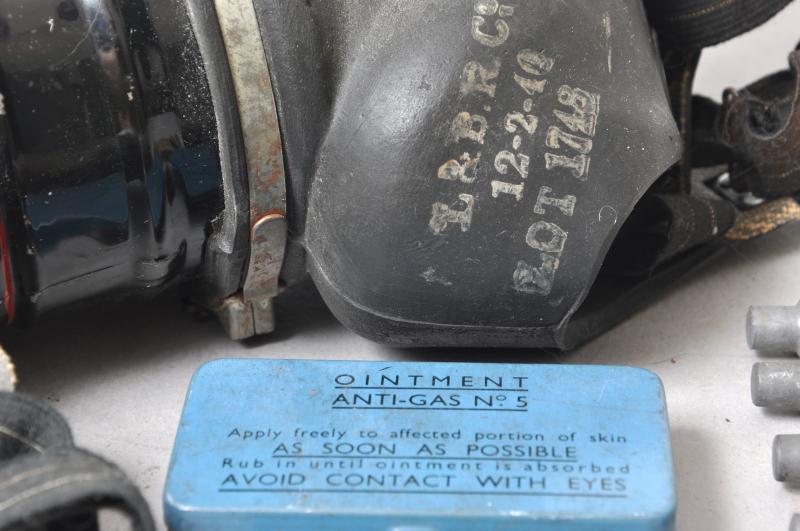 L & B.R.Cº.
12-2-40
LOT 1748
OINTMENT
ANTI-GAS Nº 5
Apply freely to affected portion of skin
AS SOON AS POSSIBLE
Rub in until ointment is absorbed
AVOID CONTACT WITH EYES